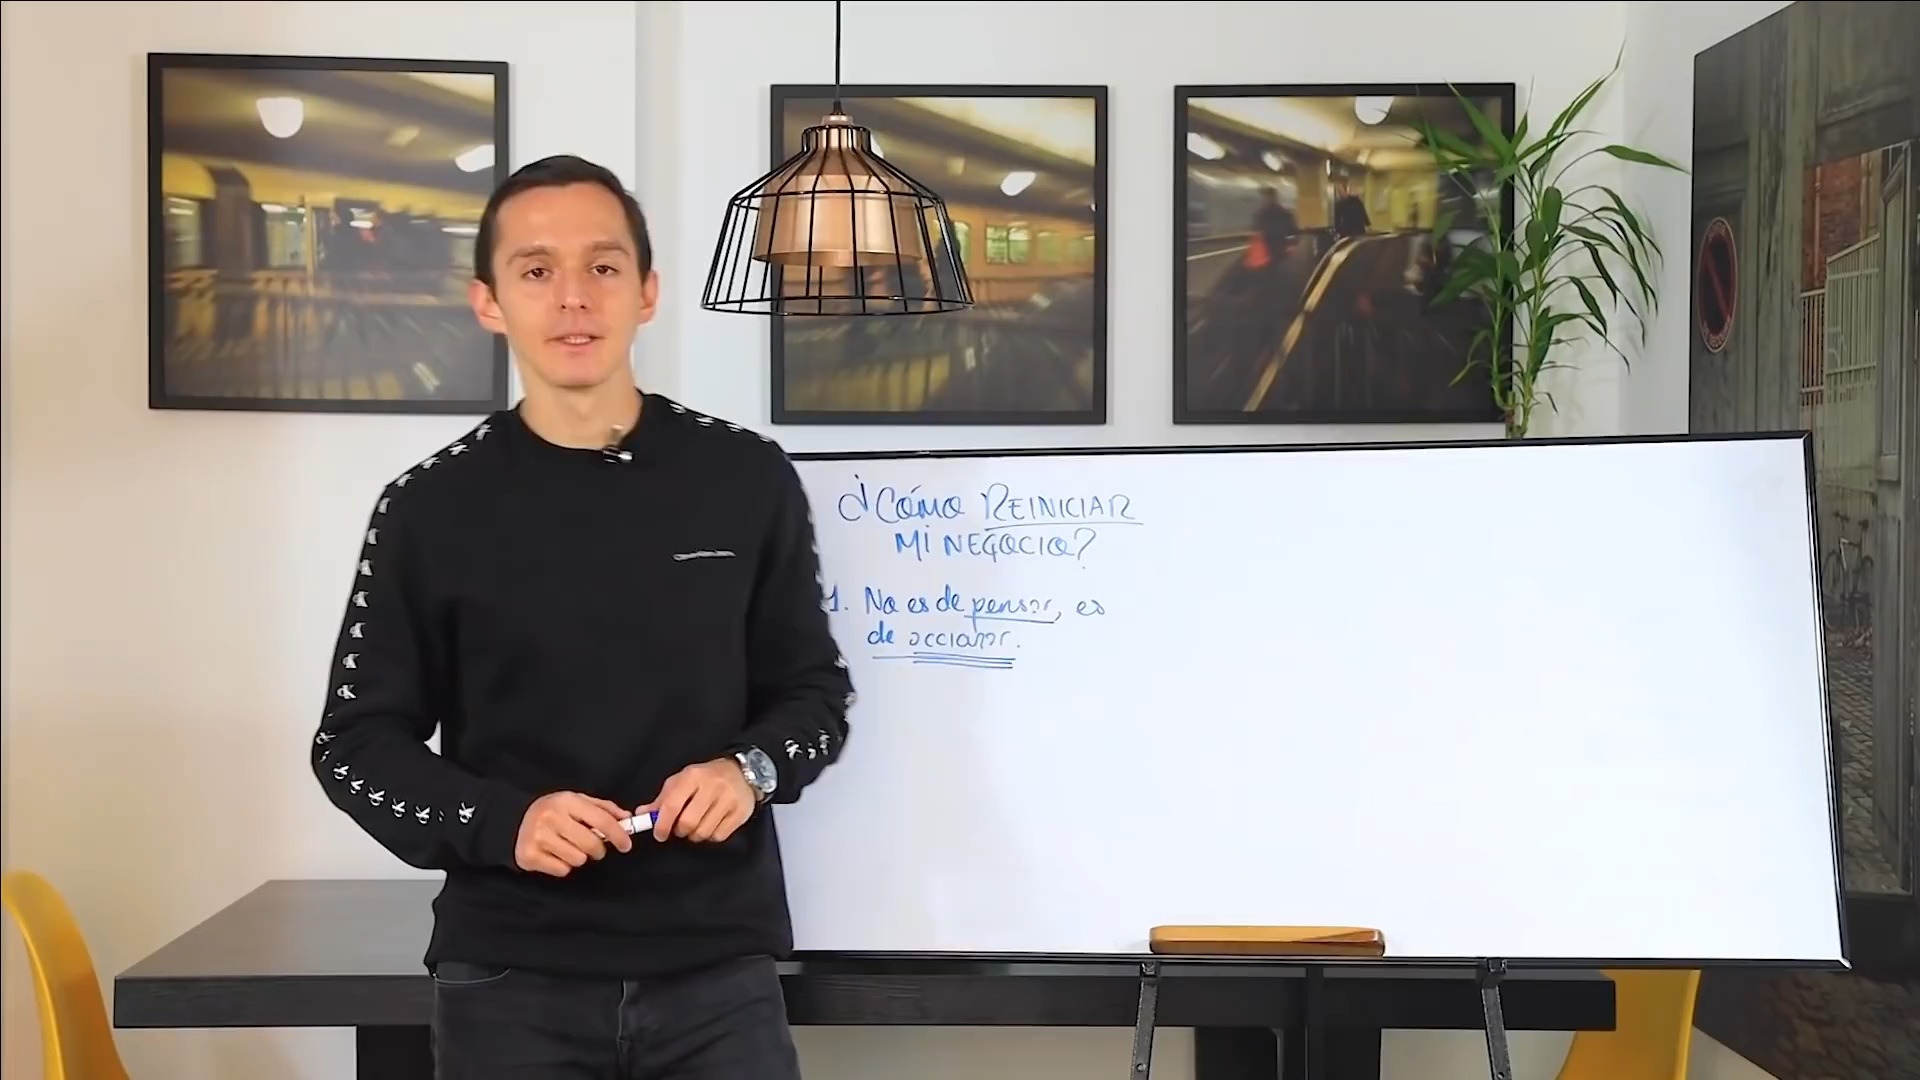 ¿Cómo REINICIAR
Mi NEGOCIO?
1. No es de pensar, es
de accionar.